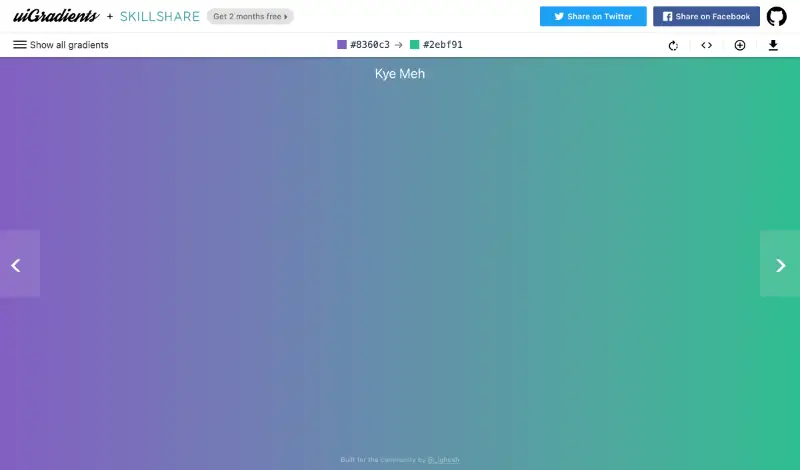 uiGradients + SKILLSHARE Get 2 months free
Share on Twitter Share on Facebook
Show all gradients #8360c3 → #2ebf91
Kye Meh
Built for the community by